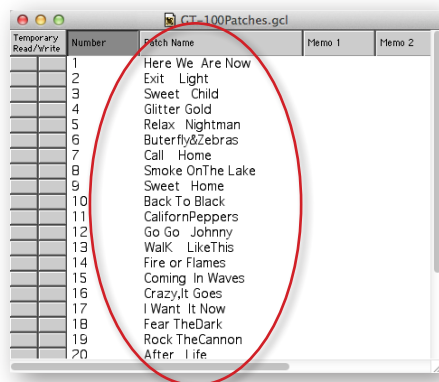 GT-100Patches.gcl
Temporary Read/Write Number Patch Name Memo 1 Memo 2
1 Here We Are Now
2 Exit Light
3 Sweet Child
4 Glitter Gold
5 Relax Nightman
6 Buterfly&Zebras
7 Call Home
8 Smoke OnThe Lake
9 Sweet Home
10 Back To Black
11 CalifornPeppers
12 Go Go Johnny
13 WalK LikeThis
14 Fire or Flames
15 Coming In Waves
16 Crazy,It Goes
17 I Want It Now
18 Fear TheDark
19 Rock TheCannon
20 After Life